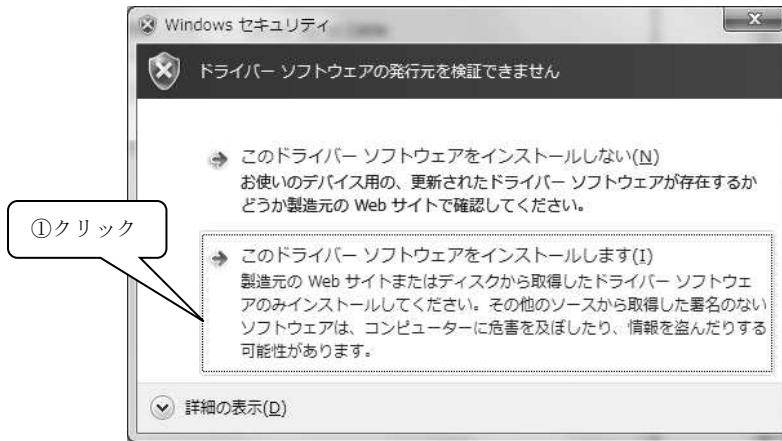 Windows セキュリティ
ドライバー ソフトウェアの発行元を検証できません
このドライバー ソフトウェアをインストールしない(N)
お使いのデバイス用の、更新されたドライバー ソフトウェアが存在するか
どうか製造元の Web サイトで確認してください。
①クリック
このドライバー ソフトウェアをインストールします(I)
製造元の Web サイトまたはディスクから取得したドライバー ソフトウェ
アのみインストールしてください。その他のソースから取得した署名のない
ソフトウェアは、コンピューターに危害を及ぼしたり、情報を盗んだりする
可能性があります。
詳細の表示(D)